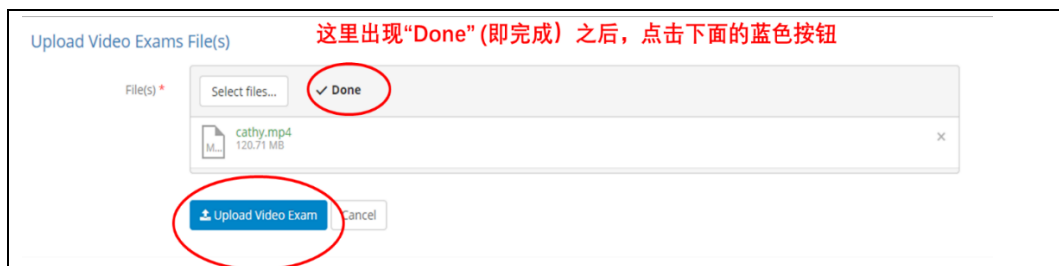 这里出现“Done” (即完成）之后，点击下面的蓝色按钮
Upload Video Exams File(s)
File(s) *
Select files...
Done
cathy.mp4
120.71 MB
M...
Upload Video Exam
Cancel